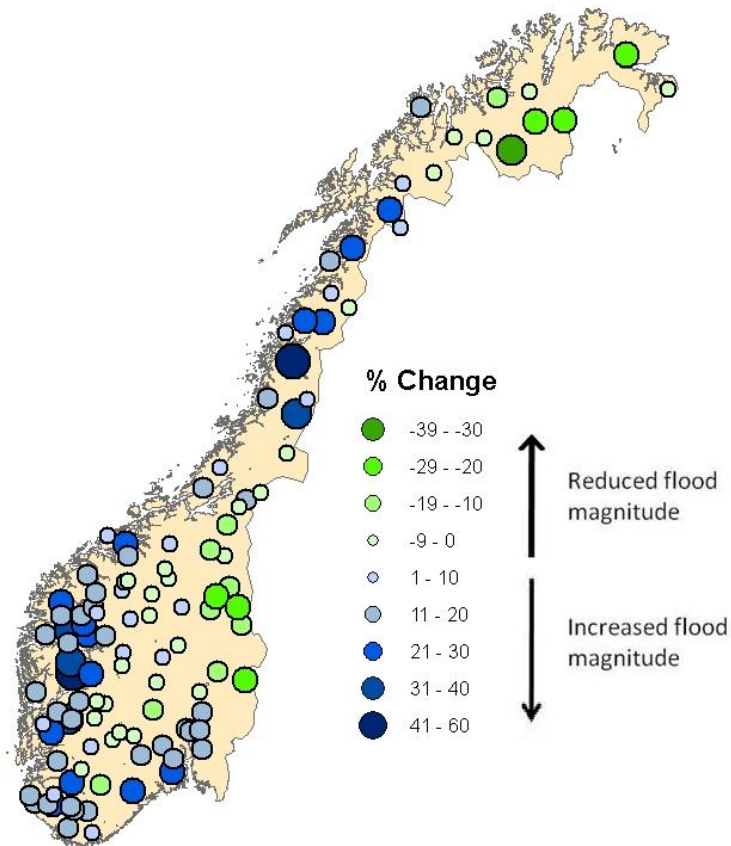 % Change
-39 - -30
-29 - -20
-19 - -10
-9 - 0
1 - 10
11 - 20
21 - 30
31 - 40
41 - 60
Reduced flood
magnitude
Increased flood
magnitude